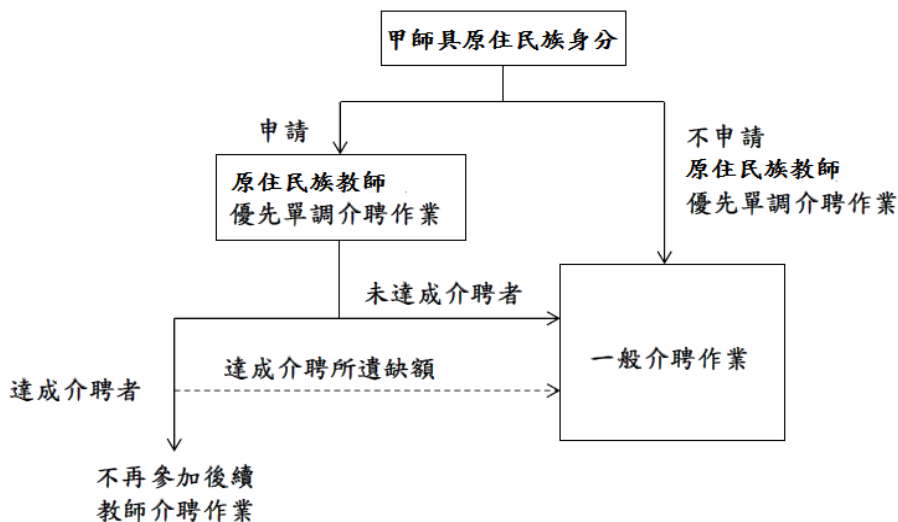 甲師具原住民族身分
申請
不申請
原住民族教師
優先單調介聘作業
原住民族教師
優先單調介聘作業
未達成介聘者
達成介聘所遺缺額
一般介聘作業
達成介聘者
不再參加後續
教師介聘作業